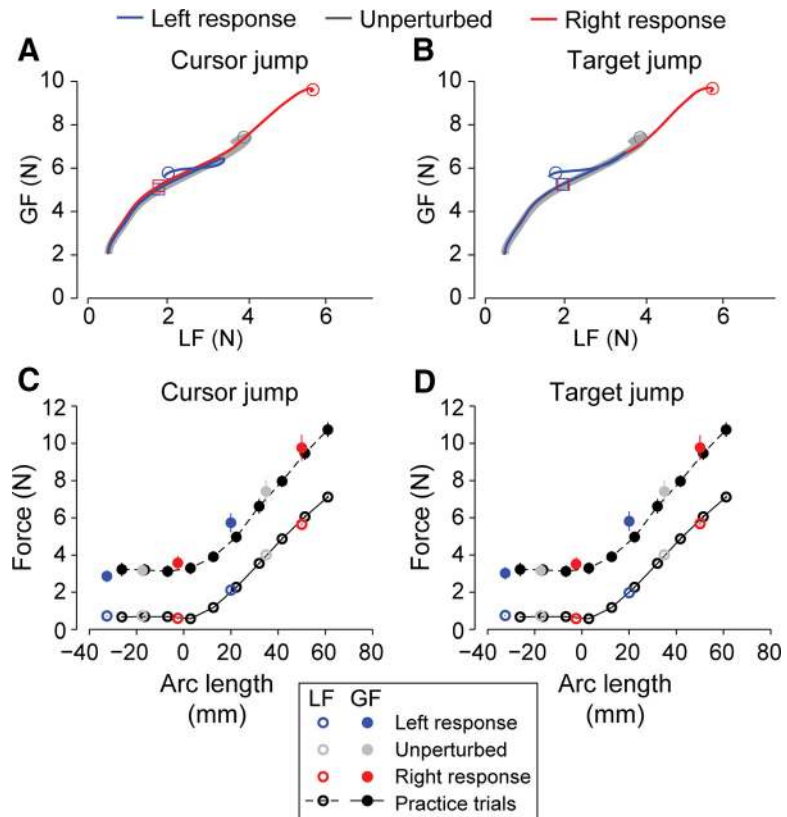 Left response Unperturbed Right response
A Cursor jump B Target jump
10 10
8 8
6 6
4 4
2 2
0 0
GF (N) GF (N)
0 2 4 6 0 2 4 6
LF (N) LF (N)
C Cursor jump D Target jump
12 12
10 10
8 8
6 6
4 4
2 2
0 0
Force (N) Force (N)
−40 −20 0 20 40 60 80 −40 −20 0 20 40 60 80
Arc length Arc length
(mm) (mm)
LF GF
Left response
Unperturbed
Right response
Practice trials